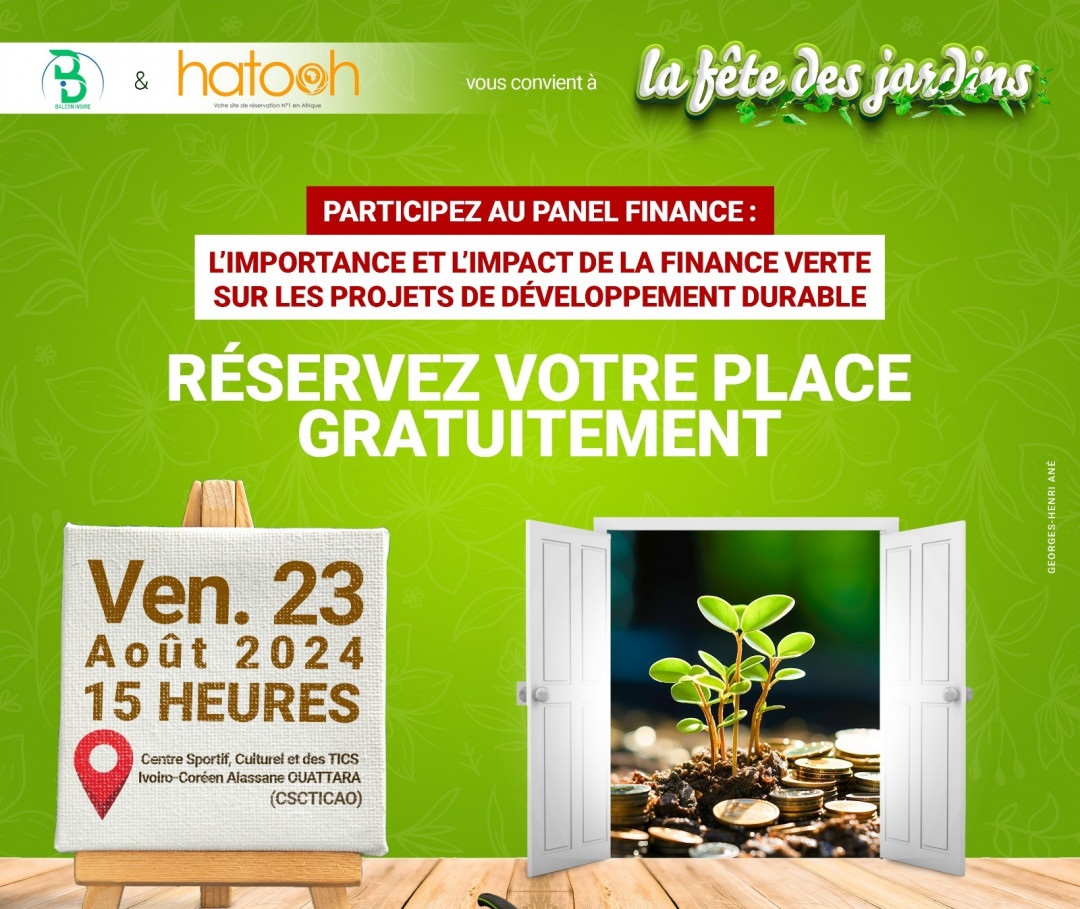 BALCON IVOIRE
&
hatooh
Votre site de réservation N°1 en Afrique
vous convient à
la fête des jardins
PARTICIPEZ AU PANEL FINANCE :
L'IMPORTANCE ET L'IMPACT DE LA FINANCE VERTE
SUR LES PROJETS DE DÉVELOPPEMENT DURABLE
RÉSERVEZ VOTRE PLACE
GRATUITEMENT
GEORGES-HENRI ANÉ
Ven. 23
Août 2024
15 HEURES
Centre Sportif, Culturel et des TICS
Ivoiro-Coréen Alassane OUATTARA
(CSCTICAO)